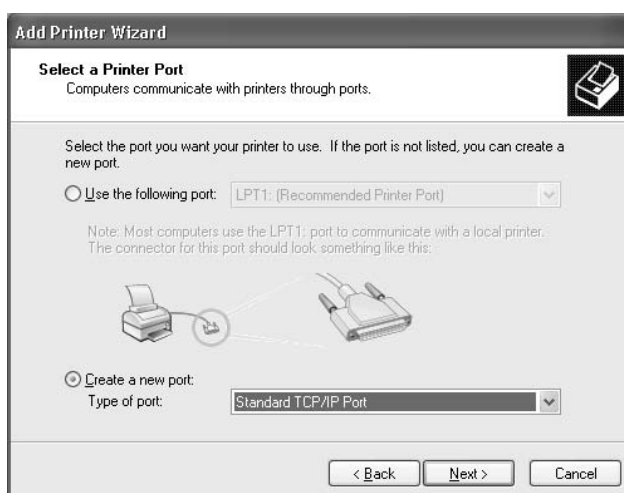 Add Printer Wizard
Select a Printer Port
Computers communicate with printers through ports.
Select the port you want your printer to use. If the port is not listed, you can create a
new port.
Use the following port: LPT1: (Recommended Printer Port)
Note: Most computers use the LPT1: port to communicate with a local printer.
The connector for this port should look something like this:
Create a new port:
Type of port: Standard TCP/IP Port
< Back Next > Cancel